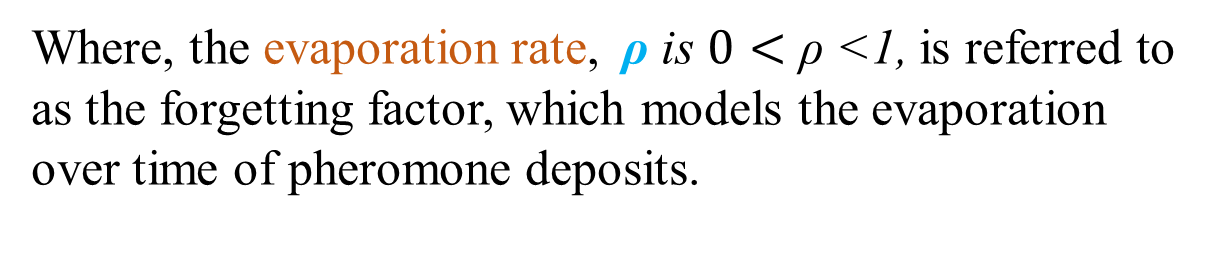 Where, the evaporation rate, ρ is 0 < ρ <1, is referred to
as the forgetting factor, which models the evaporation
over time of pheromone deposits.